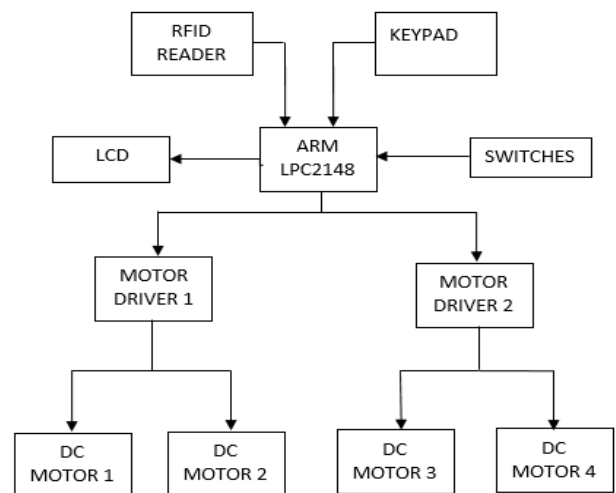 RFID
READER
KEYPAD
LCD
ARM
LPC2148
SWITCHES
MOTOR
DRIVER 1
MOTOR
DRIVER 2
DC
MOTOR 1
DC
MOTOR 2
DC
MOTOR 3
DC
MOTOR 4